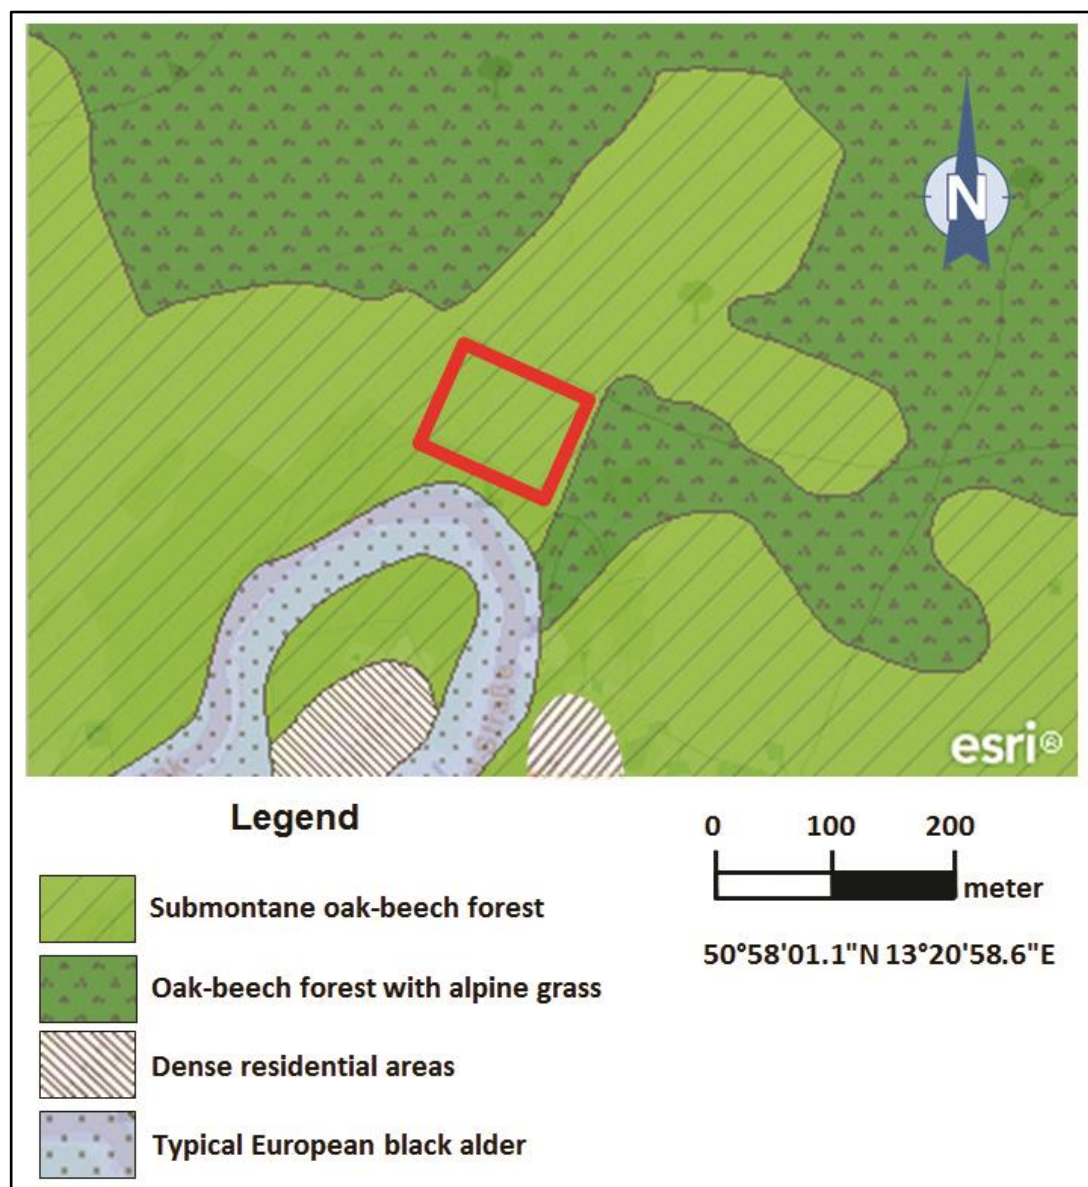 N
straße
esri®
Legend
0 100 200
meter
Submontane oak-beech forest
50°58'01.1"N 13°20'58.6"E
Oak-beech forest with alpine grass
Dense residential areas
Typical European black alder